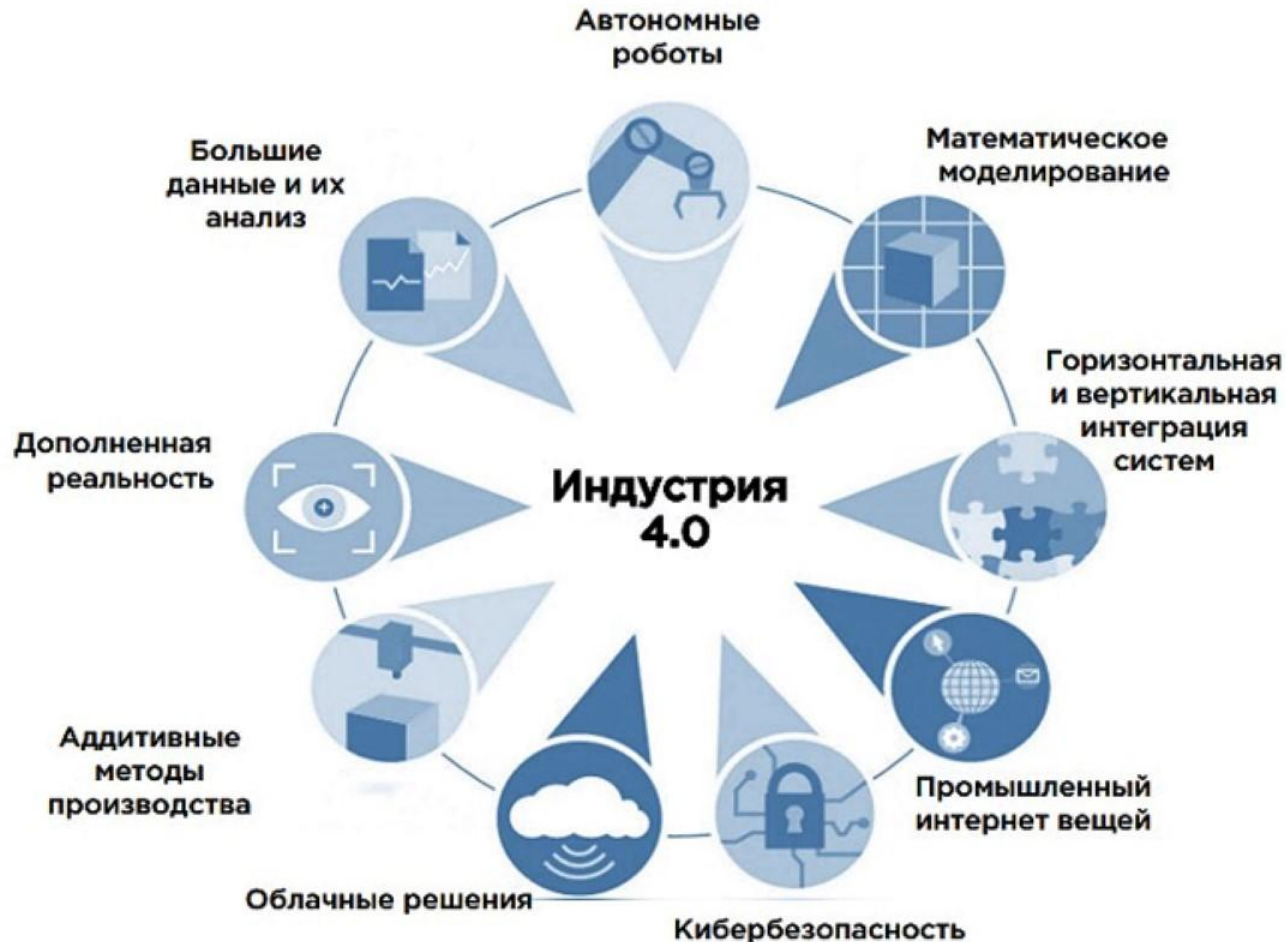 Автономные
роботы
Математическое
моделирование
Горизонтальная
и вертикальная
интеграция
систем
Промышленный
интернет вещей
Кибербезопасность
Облачные решения
Аддитивные
методы
производства
Дополненная
реальность
Большие
данные и их
анализ
Индустрия
4.0